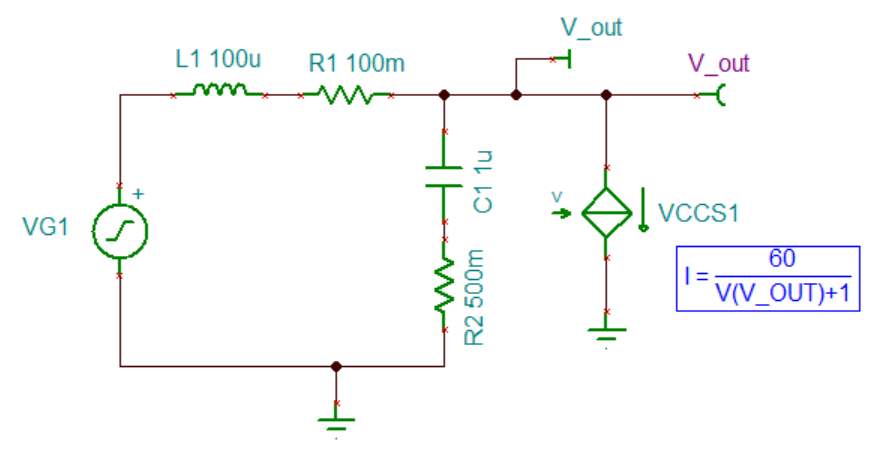 V_out
L1 100u
R1 100m
V_out
C1 1u
+
VG1
V
VCCS1
I = 60
V(V_OUT)+1
R2 500m